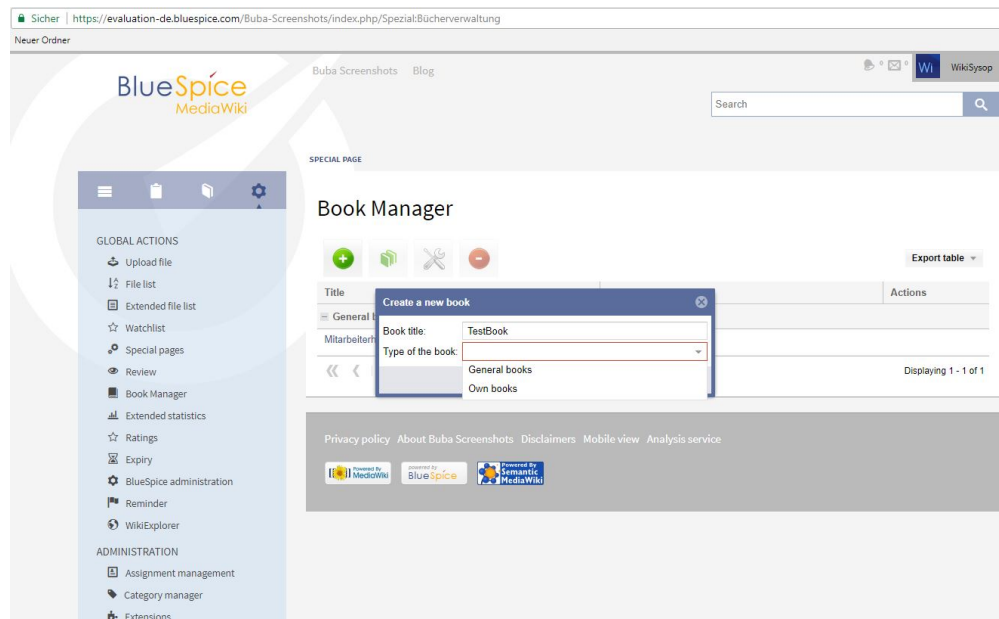 Sicher | https://evaluation-de.bluespice.com/Buba-Screenshots/index.php/Spezial:Bücherverwaltung
Neuer Ordner
BlueSpice
MediaWiki
Buba Screenshots Blog
0 0 Wi WikiSysop
Search
SPECIAL PAGE
Book Manager
Export table
Title Actions
General
Mitarbeiterh
Displaying 1 - 1 of 1
Create a new book
Book title: TestBook
Type of the book:
General books
Own books
GLOBAL ACTIONS
Upload file
File list
Extended file list
Watchlist
Special pages
Review
Book Manager
Extended statistics
Ratings
Expiry
BlueSpice administration
Reminder
WikiExplorer
ADMINISTRATION
Assignment management
Category manager
Extensions
Privacy policy About Buba Screenshots Disclaimers Mobile view Analysis service
Powered By MediaWiki
powered by BlueSpice
Powered By Semantic MediaWiki